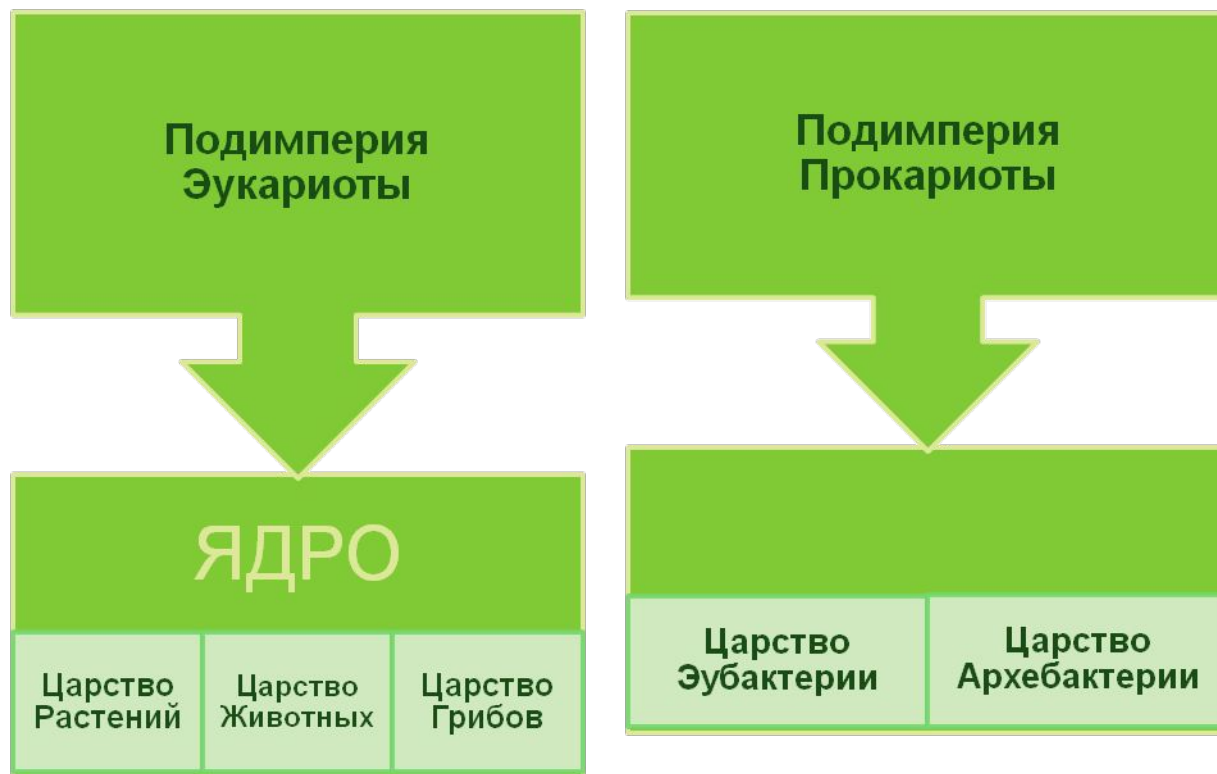 Подимперия
Эукариоты
ЯДРО
Царство
Растений
Царство
Животных
Царство
Грибов
Подимперия
Прокариоты
Царство
Эубактерии
Царство
Архебактерии